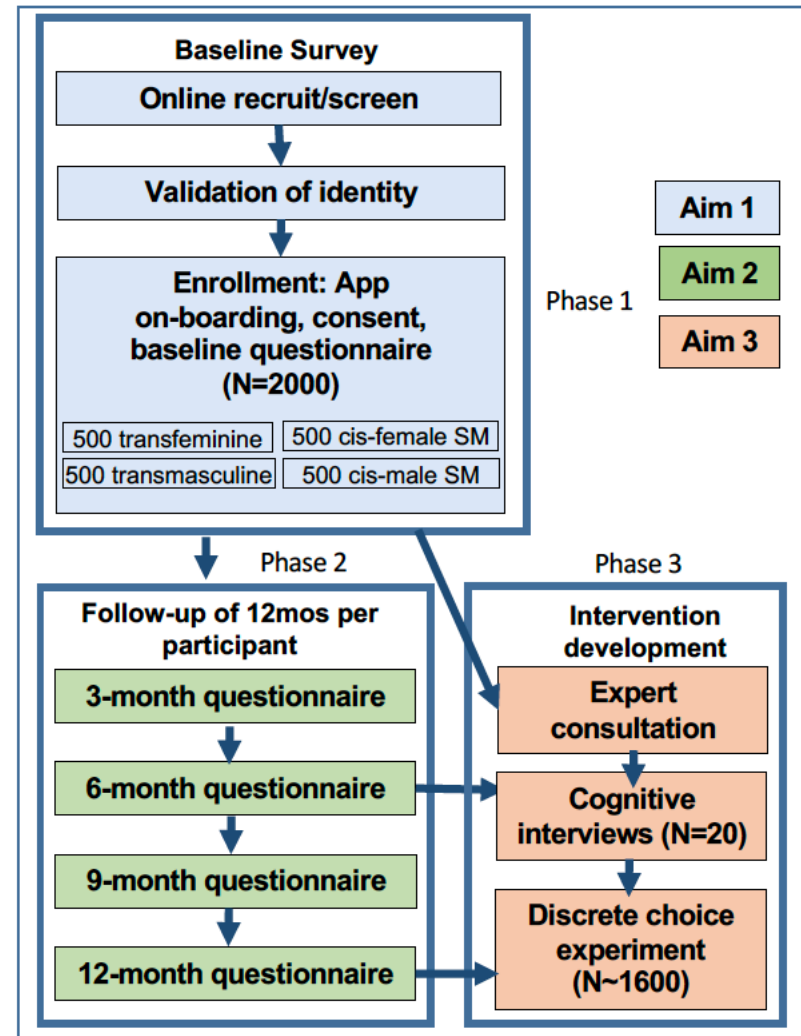 Baseline Survey
Online recruit/screen
Validation of identity
Enrollment: App
on-boarding, consent,
baseline questionnaire
(N=2000)
500 transfeminine
500 cis-female SM
500 transmasculine
500 cis-male SM
Phase 1
Aim 1
Aim 2
Aim 3
Phase 2
Follow-up of 12mos per
participant
3-month questionnaire
6-month questionnaire
9-month questionnaire
12-month questionnaire
Phase 3
Intervention
development
Expert
consultation
Cognitive
interviews (N=20)
Discrete choice
experiment
(N~1600)